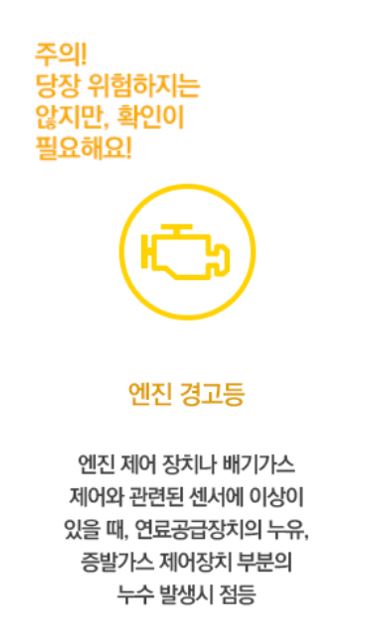 주의!
당장 위험하지는
않지만, 확인이
필요해요!
엔진 경고등
엔진 제어 장치나 배기가스
제어와 관련된 센서에 이상이
있을 때, 연료공급장치의 누유,
증발가스 제어장치 부분의
누수 발생시 점등